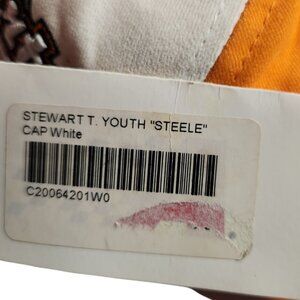 STEWART T. YOUTH "STEELE"
CAP White
C20064201W0